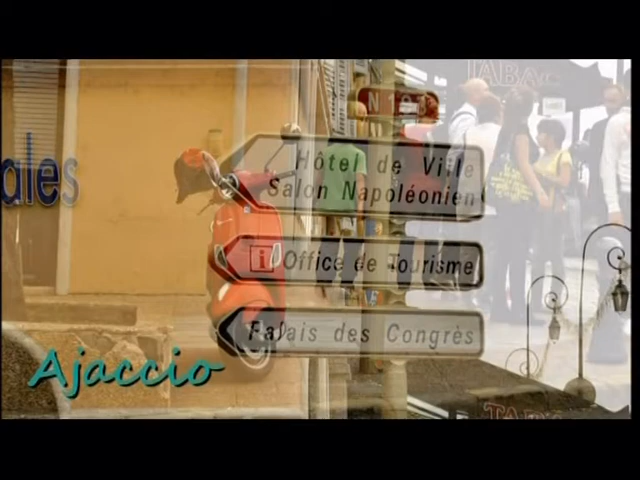 TABAC
ales
Hôtel de Ville
Salon Napoléonien
i Office de Tourisme
Palais des Congrès
Ajaccio